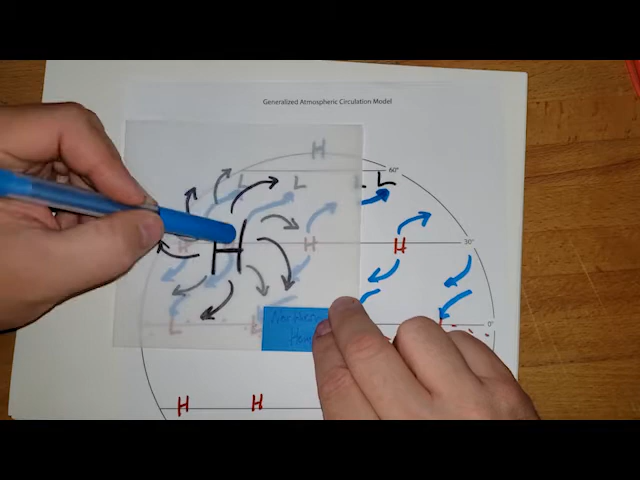 Generalized Atmospheric Circulation Model
H
60°
L L L L
H H H 30°
H
L L 0°
H H